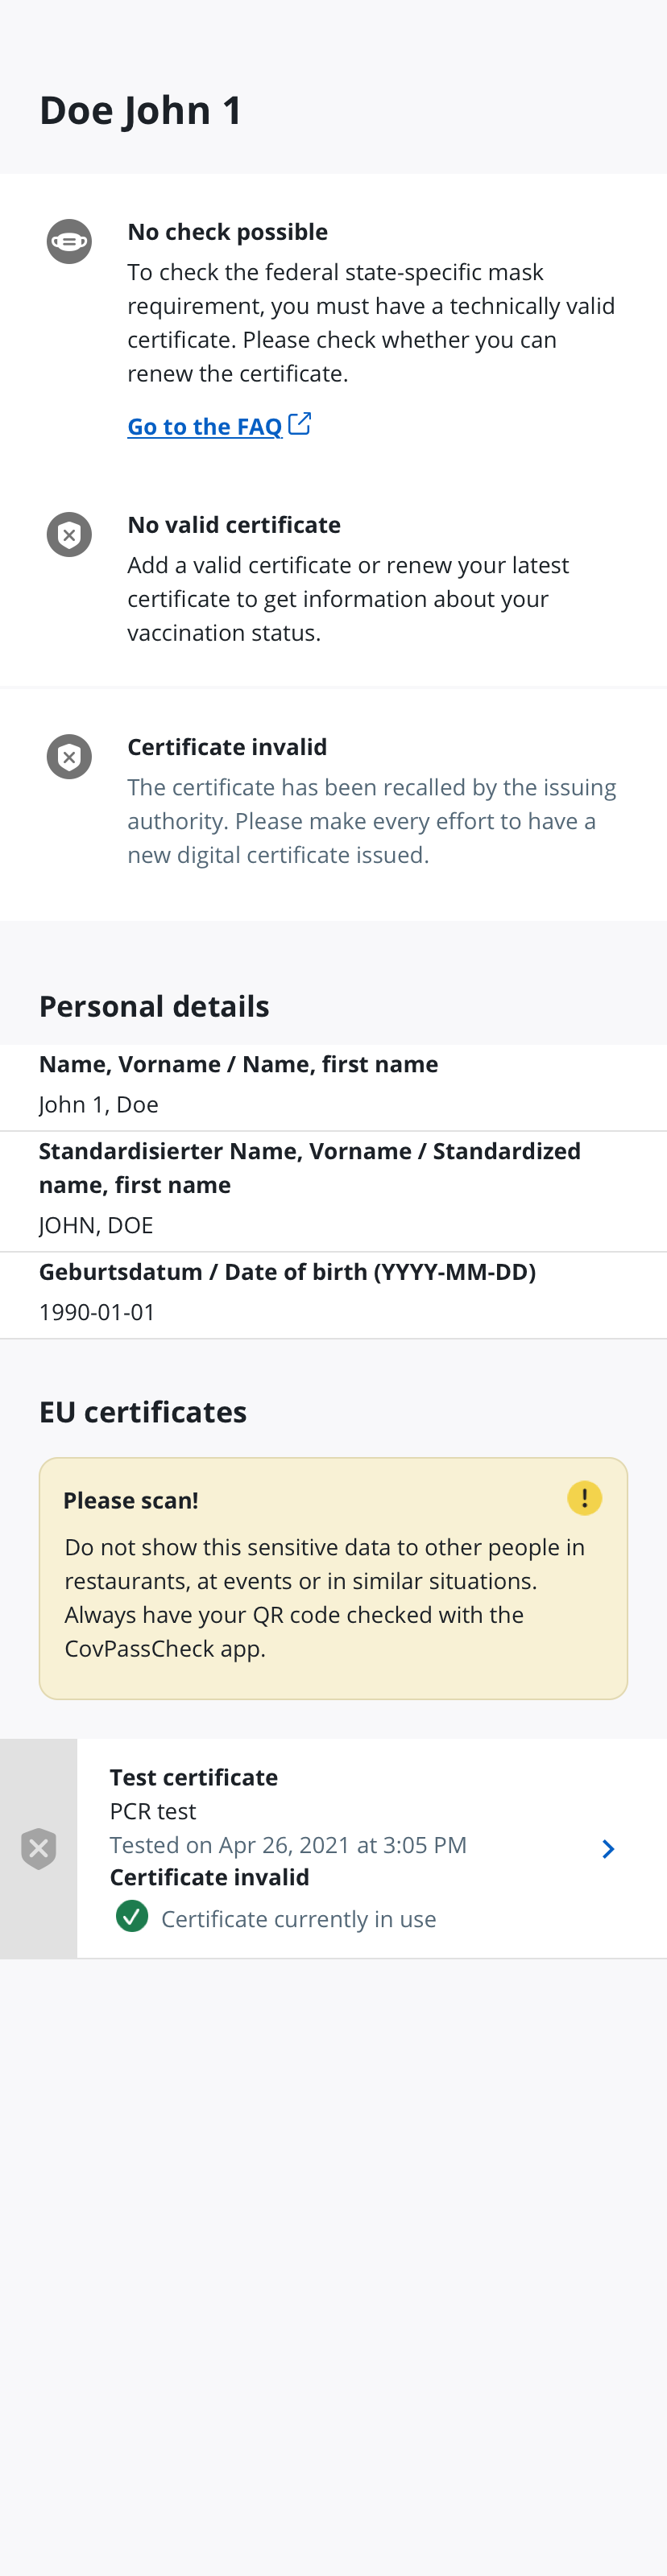 Doe John 1
No check possible
To check the federal state-specific mask
requirement, you must have a technically valid
certificate. Please check whether you can
renew the certificate.
Go to the FAQ
No valid certificate
Add a valid certificate or renew your latest
certificate to get information about your
vaccination status.
Certificate invalid
The certificate has been recalled by the issuing
authority. Please make every effort to have a
new digital certificate issued.
Personal details
Name, Vorname / Name, first name
John 1, Doe
Standardisierter Name, Vorname / Standardized
name, first name
JOHN, DOE
Geburtsdatum / Date of birth (YYYY-MM-DD)
1990-01-01
EU certificates
Please scan!
Do not show this sensitive data to other people in
restaurants, at events or in similar situations.
Always have your QR code checked with the
CovPassCheck app.
Test certificate
PCR test
Tested on Apr 26, 2021 at 3:05 PM
Certificate invalid
Certificate currently in use